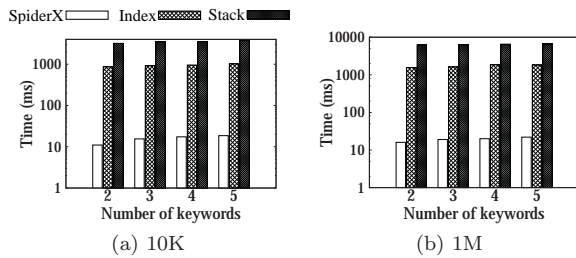 SpiderX Index Stack
1000
100
10
1
Time (ms)
2 3 4 5
Number of keywords
(a) 10K
10000
1000
100
10
1
Time (ms)
2 3 4 5
Number of keywords
(b) 1M